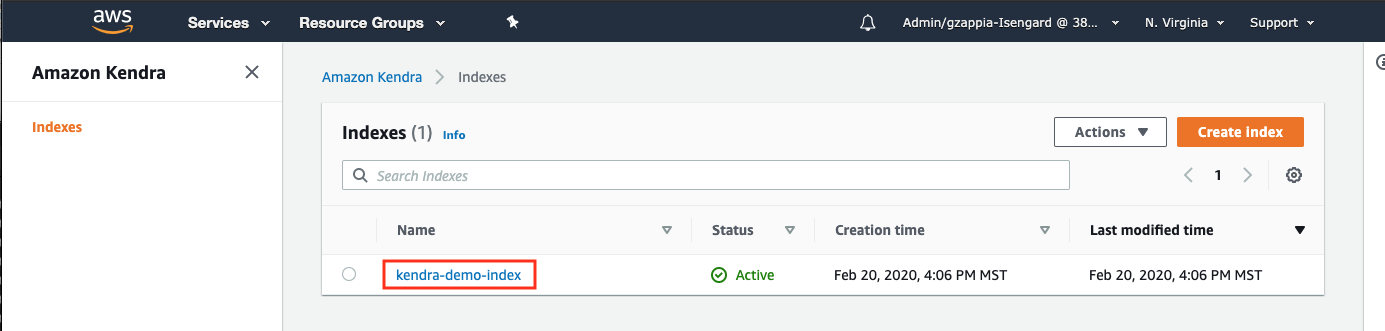 aws Services Resource Groups Admin/gzappia-Isengard @ 38... N. Virginia Support
Amazon Kendra
Indexes
Amazon Kendra Indexes
Indexes (1) Info
Actions Create index
Search Indexes
1
Name Status Creation time Last modified time
kendra-demo-index Active Feb 20, 2020, 4:06 PM MST Feb 20, 2020, 4:06 PM MST